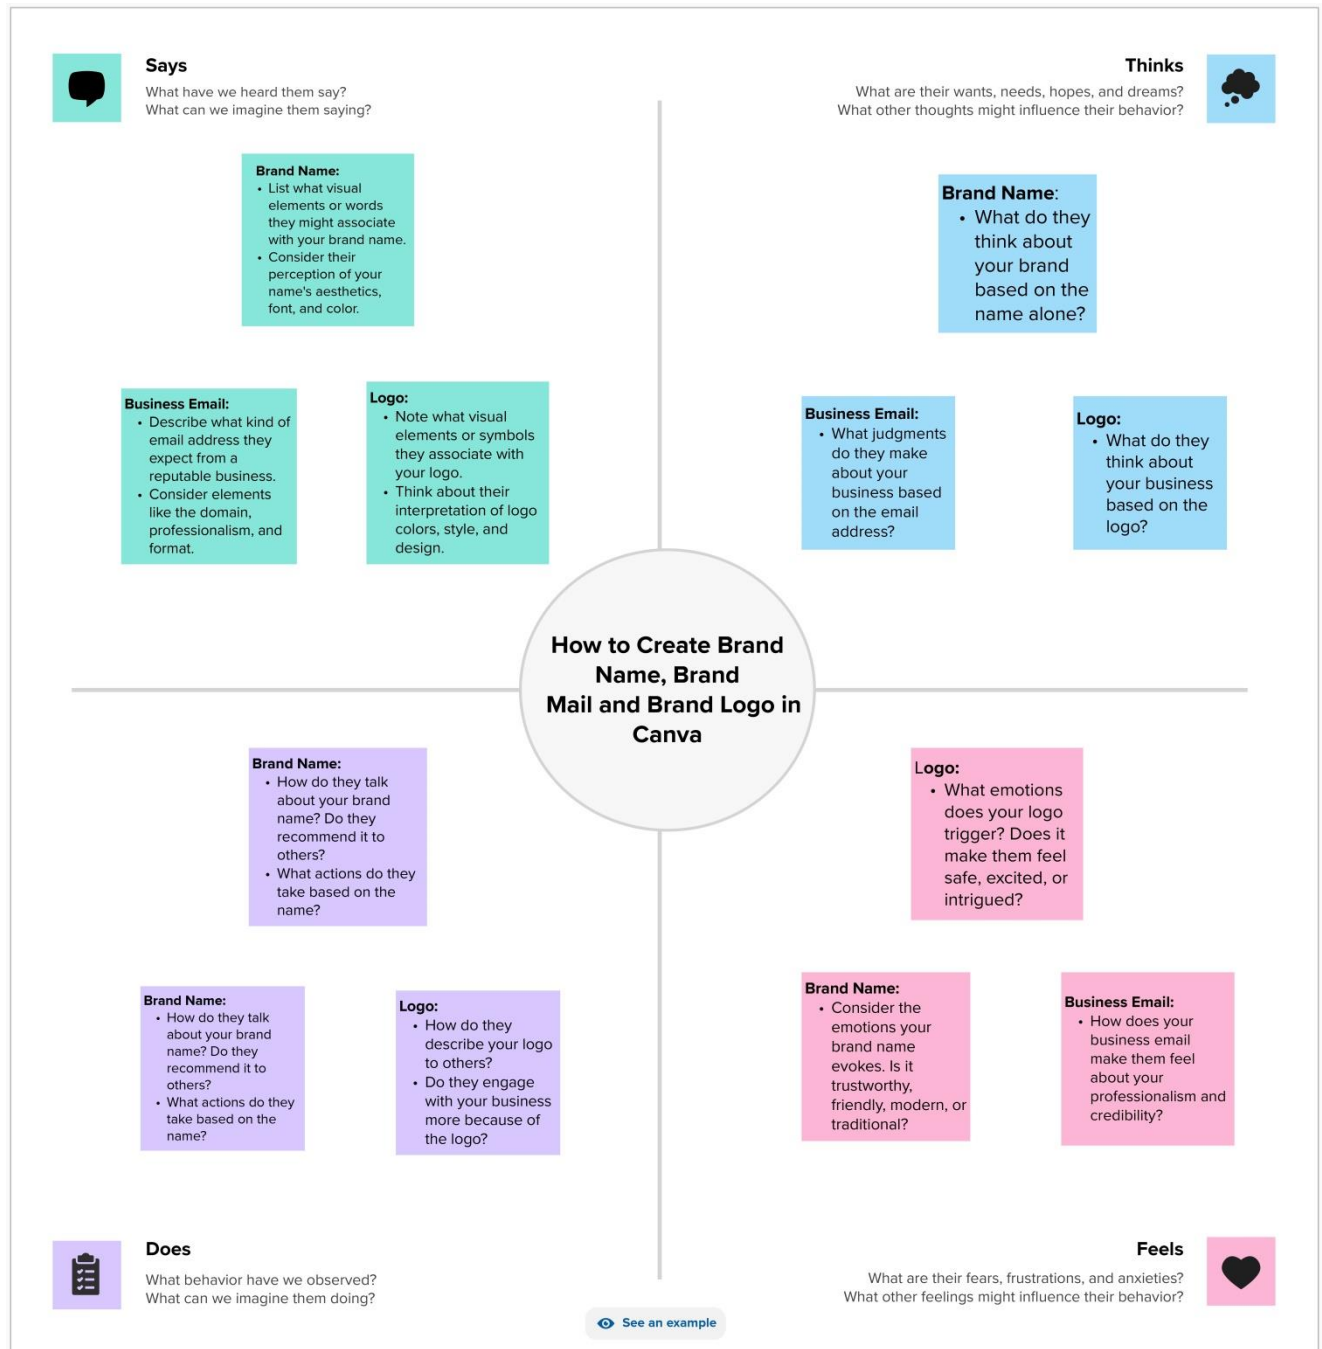 Says
What have we heard them say?
What can we imagine them saying?
Brand Name:
• List what visual
elements or words
they might associate
with your brand name.
• Consider their
perception of your
name's aesthetics,
font, and color.
Business Email:
• Describe what kind of
email address they
expect from a
reputable business.
• Consider elements
like the domain,
professionalism, and
format.
Logo:
• Note what visual
elements or symbols
they associate with
your logo.
• Think about their
interpretation of logo
colors, style, and
design.
Thinks
What are their wants, needs, hopes, and dreams?
What other thoughts might influence their behavior?
Brand Name:
• What do they
think about
your brand
based on the
name alone?
Business Email:
• What judgments
do they make
about your
business based
on the email
address?
Logo:
• What do they
think about
your business
based on the
logo?
How to Create Brand
Name, Brand
Mail and Brand Logo in
Canva
Brand Name:
• How do they talk
about your brand
name? Do they
recommend it to
others?
• What actions do they
take based on the
name?
Brand Name:
• How do they talk
about your brand
name? Do they
recommend it to
others?
• What actions do they
take based on the
name?
Logo:
• How do they
describe your logo
to others?
• Do they engage
with your business
more because of
the logo?
Does
What behavior have we observed?
What can we imagine them doing?
Logo:
• What emotions
does your logo
trigger? Does it
make them feel
safe, excited, or
intrigued?
Brand Name:
• Consider the
emotions your
brand name
evokes. Is it
trustworthy,
friendly, modern, or
traditional?
Business Email:
• How does your
business email
make them feel
about your
professionalism and
credibility?
Feels
What are their fears, frustrations, and anxieties?
What other feelings might influence their behavior?
See an example